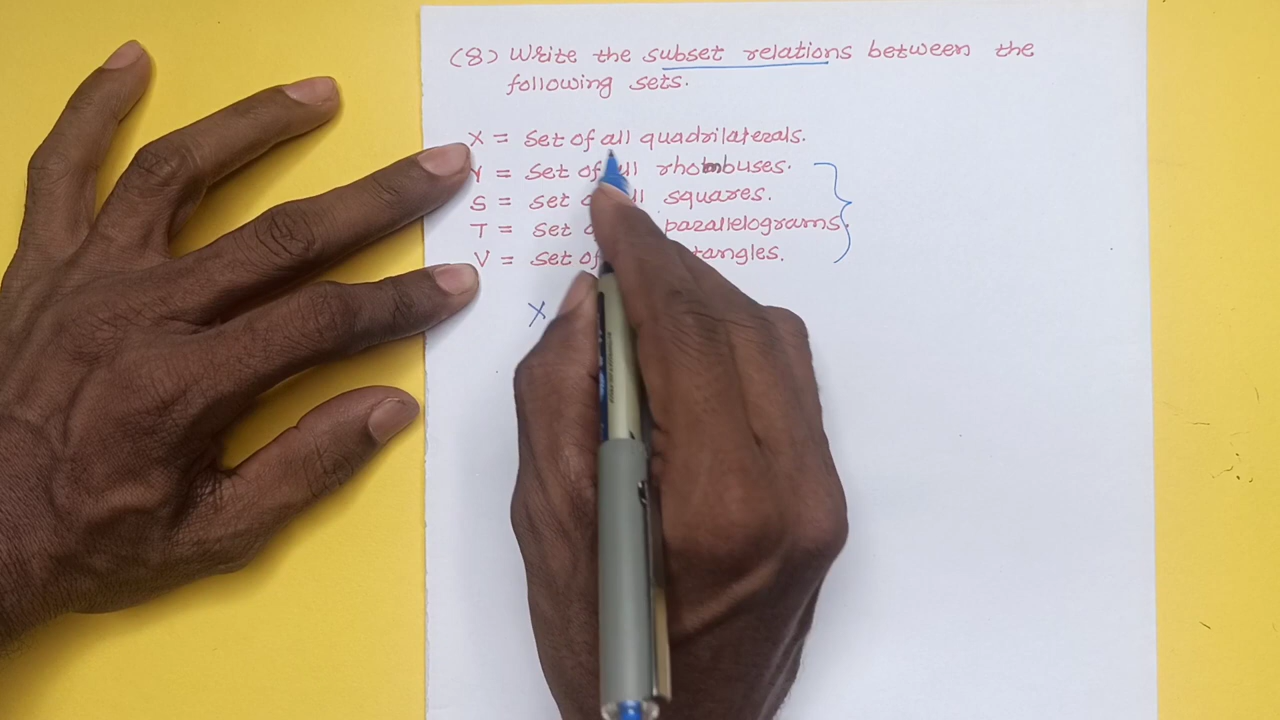 (8) Write the subset relations between the
following sets.
X = set of all quadrilaterals.
Y = set of all rhombuses.
S = set all squares.
T = set parallelograms.
V = set of
X